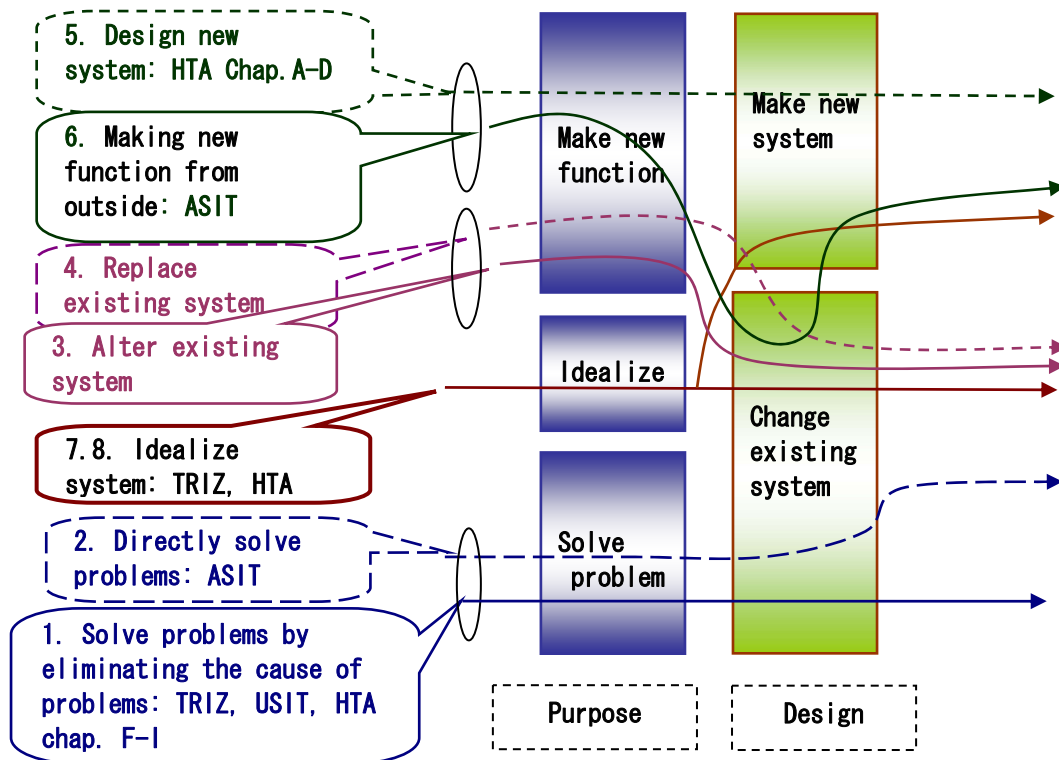 5. Design new
system: HTA Chap.A-D
6. Making new
function from
outside: ASIT
4. Replace
existing system
3. Alter existing
system
7.8. Idealize
system: TRIZ, HTA
2. Directly solve
problems: ASIT
1. Solve problems by
eliminating the cause of
problems: TRIZ, USIT, HTA
chap. F-I
Make new
function
Idealize
Solve
problem
Purpose
Make new
system
Change
existing
system
Design